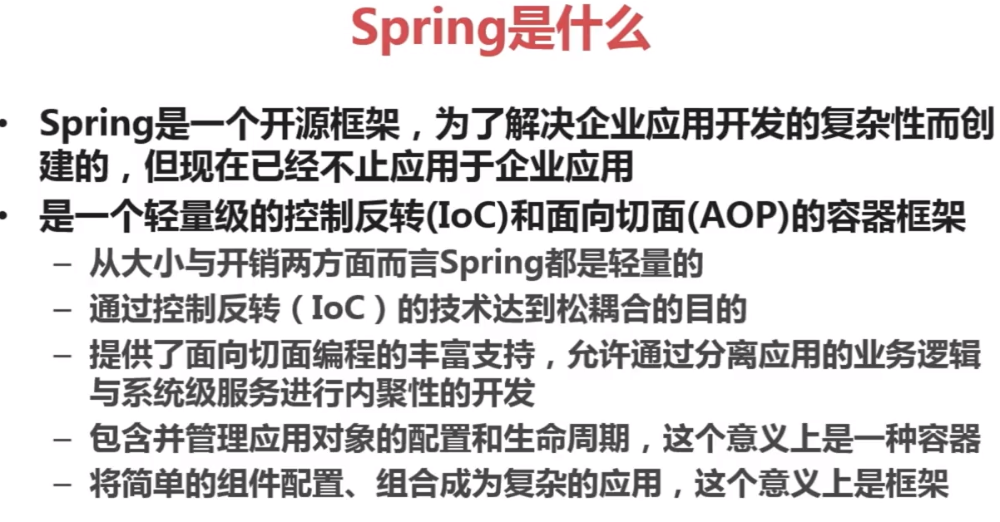 Spring是什么
• Spring是一个开源框架，为了解决企业应用开发的复杂性而创
建的，但现在已经不止应用于企业应用
• 是一个轻量级的控制反转(IoC)和面向切面(AOP)的容器框架
– 从大小与开销两方面而言Spring都是轻量的
– 通过控制反转（IoC）的技术达到松耦合的目的
– 提供了面向切面编程的丰富支持，允许通过分离应用的业务逻辑
与系统级服务进行内聚性的开发
– 包含并管理应用对象的配置和生命周期，这个意义上是一种容器
– 将简单的组件配置、组合成为复杂的应用，这个意义上是框架